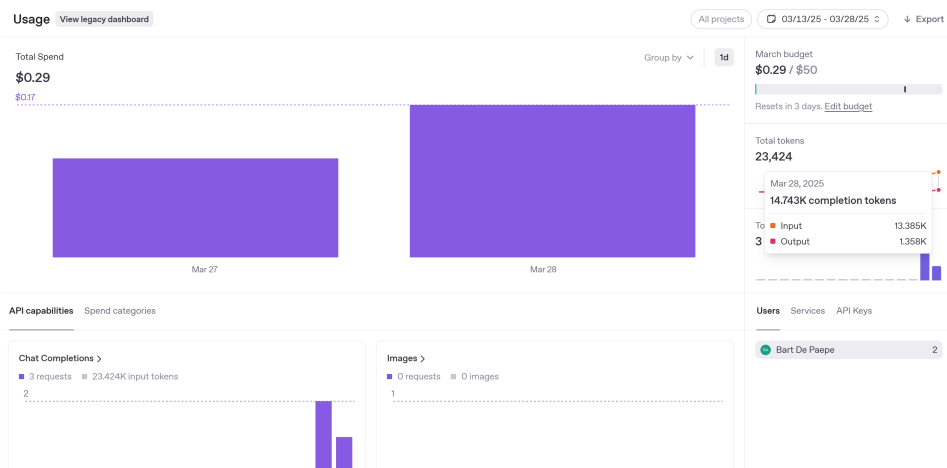 Usage View legacy dashboard
All projects 03/13/25 - 03/28/25 Export
Total Spend
$0.29
Group by 1d
$0.17
Mar 27 Mar 28
March budget
$0.29 / $50
Resets in 3 days. Edit budget
Total tokens
23,424
Mar 28, 2025
14.743K completion tokens
Input 13.385K
Output 1.358K
To
3
API capabilities Spend categories
Chat Completions
3 requests 23.424K input tokens
2
Images
0 requests 0 images
1
Users Services API Keys
Bart De Paepe 2